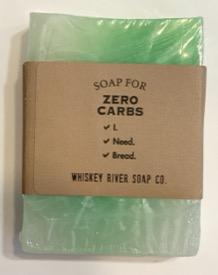 SOAP FOR
ZERO
CARBS
✓ I.
✓ Need.
✓ Bread.
WHISKEY RIVER SOAP CO.